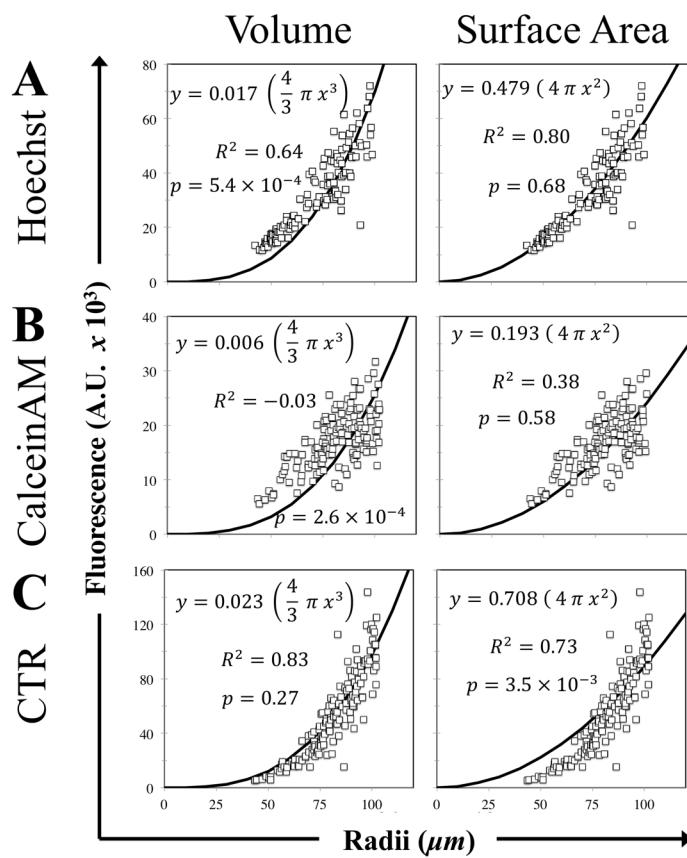 Volume
Surface Area
A
Hoechst
80
60
40
20
0
y = 0.017 (4/3 π x³)
R² = 0.64
p = 5.4 × 10⁻⁴
y = 0.479 (4 π x²)
R² = 0.80
p = 0.68
B
CalceinAM
Fluorescence (A.U. x 10³)
40
30
20
10
0
y = 0.006 (4/3 π x³)
R² = −0.03
p = 2.6 × 10⁻⁴
y = 0.193 (4 π x²)
R² = 0.38
p = 0.58
C
CTR
160
120
80
40
0
y = 0.023 (4/3 π x³)
R² = 0.83
p = 0.27
y = 0.708 (4 π x²)
R² = 0.73
p = 3.5 × 10⁻³
0 25 50 75 100
0 25 50 75 100
Radii (μm)